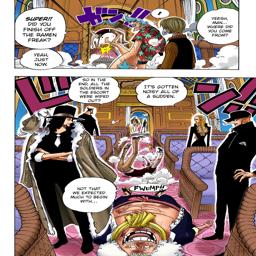 SUPER!!
DID YOU
FINISH OFF
THE RAMEN
FREAK?
YEAH,
JUST
NOW.
YEESH,
MAN...
WHERE DID
YOU COME
FROM?
SO IN THE
END, ALL THE
SOLDIERS IN
THE ESCORT
WERE WIPED
OUT?
IT'S GOTTEN
NOISY ALL OF
A SUDDEN.
FWUMP!!
NOT THAT
WE EXPECTED
MUCH TO BEGIN
WITH...